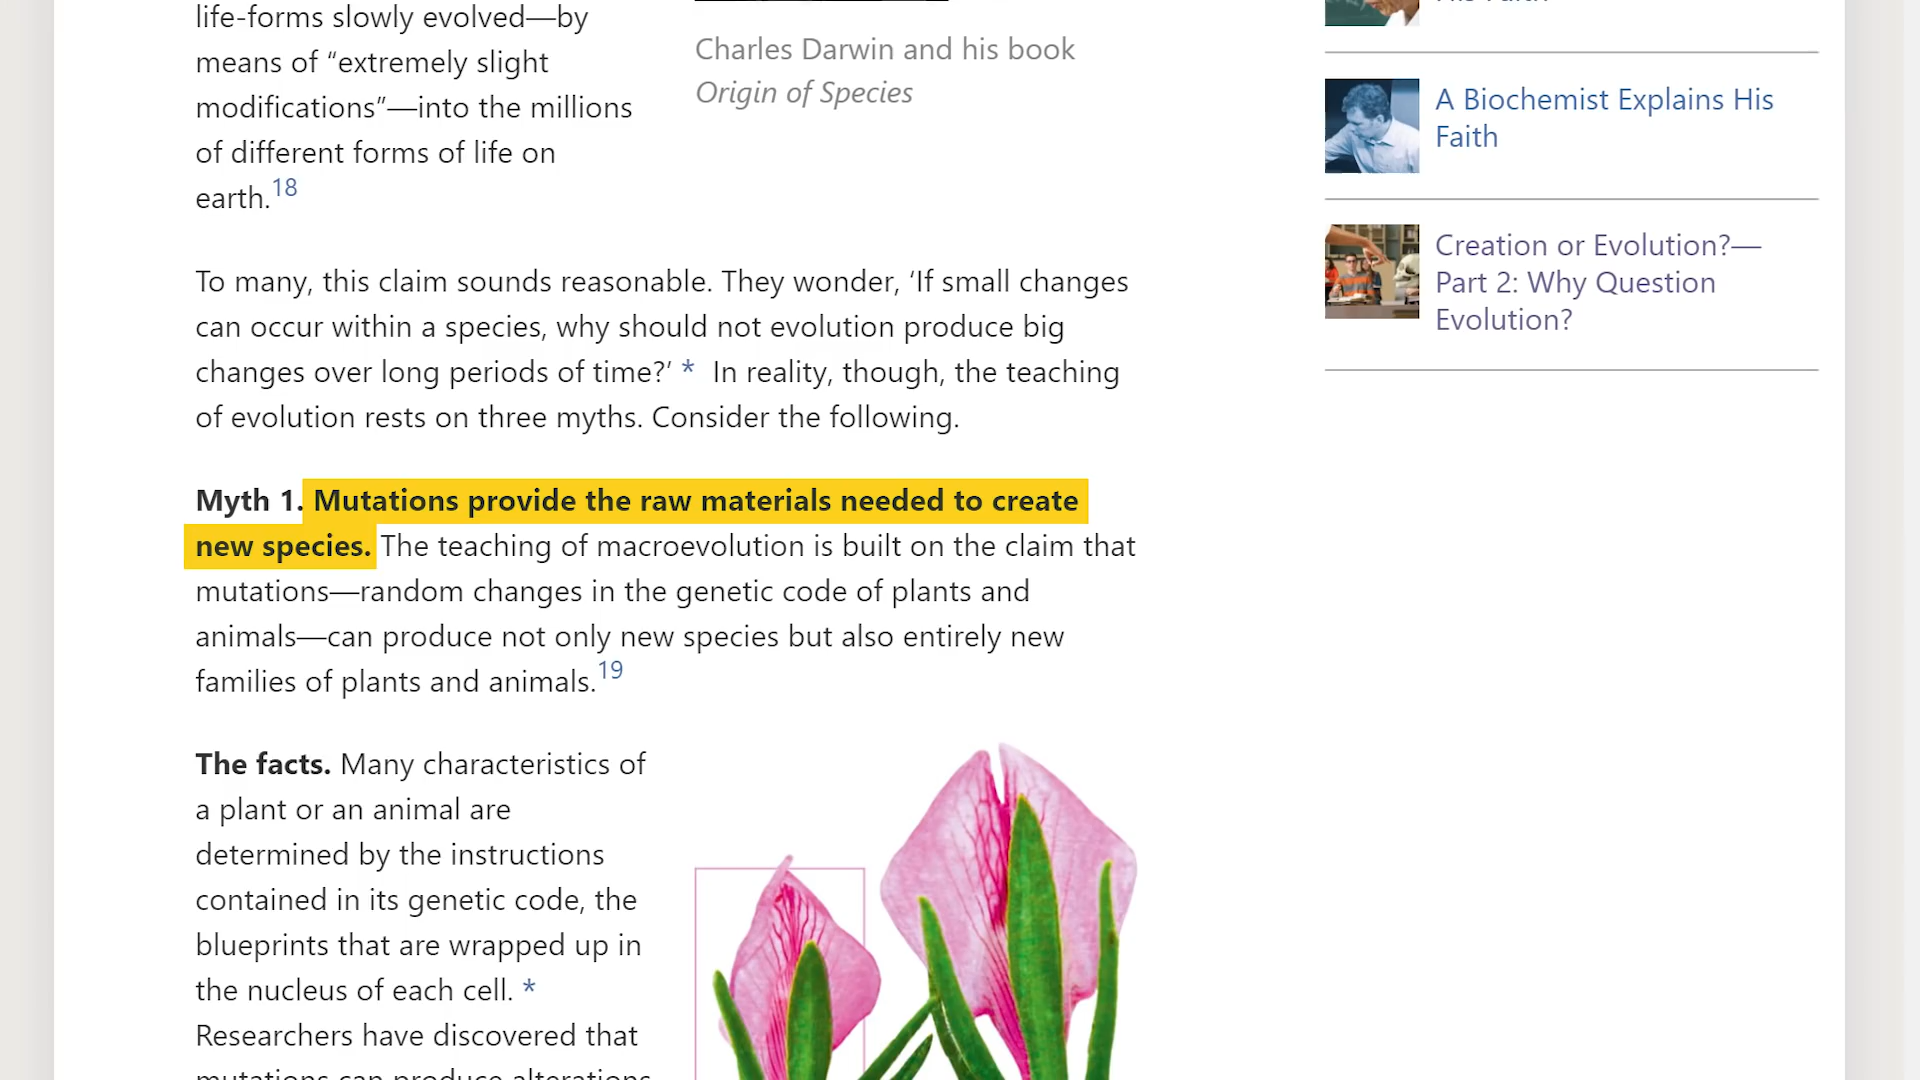 life-forms slowly evolved—by
means of “extremely slight
modifications”—into the millions
of different forms of life on
earth.18
Charles Darwin and his book
Origin of Species
To many, this claim sounds reasonable. They wonder, ‘If small changes
can occur within a species, why should not evolution produce big
changes over long periods of time?’ * In reality, though, the teaching
of evolution rests on three myths. Consider the following.
Myth 1. Mutations provide the raw materials needed to create
new species. The teaching of macroevolution is built on the claim that
mutations—random changes in the genetic code of plants and
animals—can produce not only new species but also entirely new
families of plants and animals.19
The facts. Many characteristics of
a plant or an animal are
determined by the instructions
contained in its genetic code, the
blueprints that are wrapped up in
the nucleus of each cell. *
Researchers have discovered that
mutations can produce alterations
His Faith
A Biochemist Explains His
Faith
Creation or Evolution?—
Part 2: Why Question
Evolution?